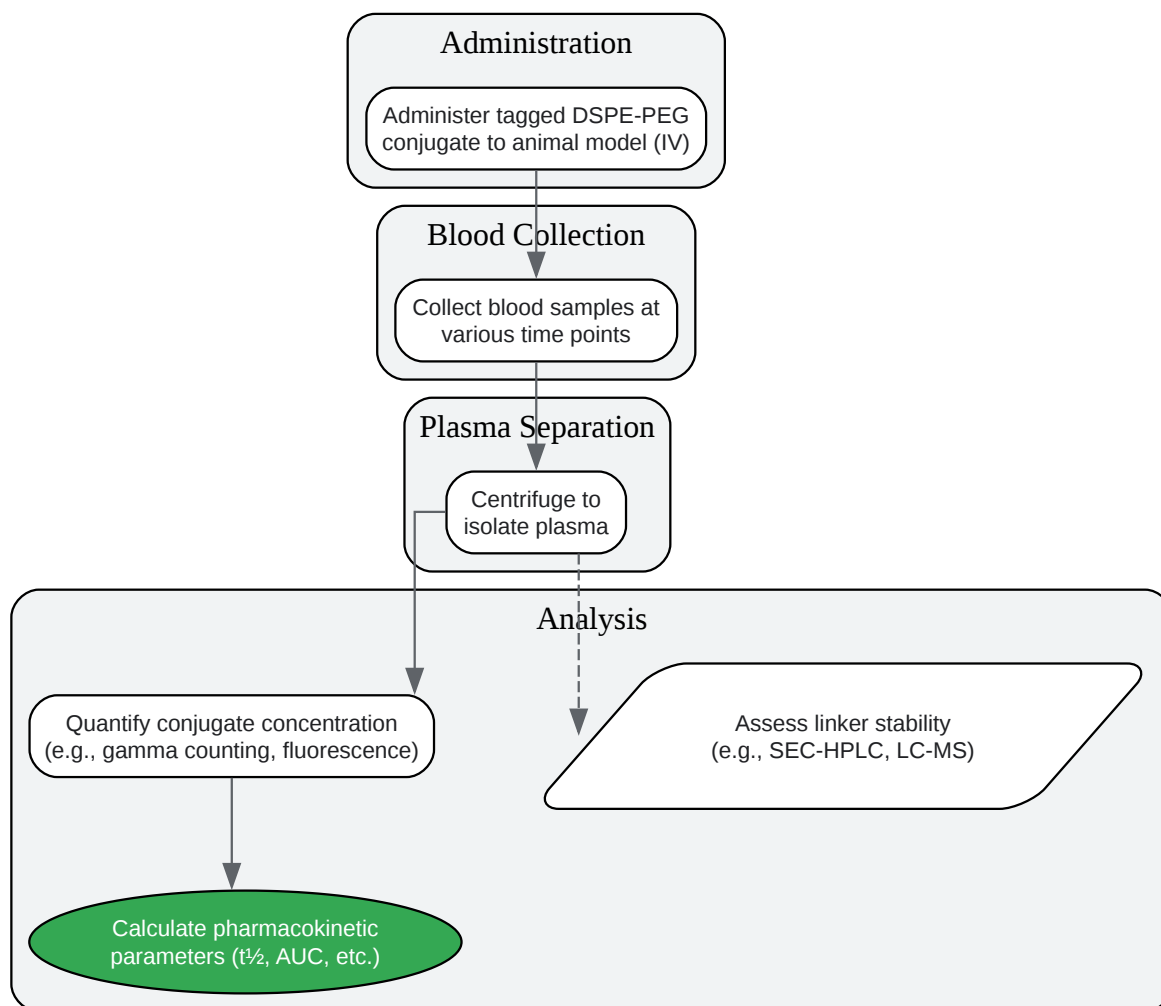 Administration
Administer tagged DSPE-PEG
conjugate to animal model (IV)
Blood Collection
Collect blood samples at
various time points
Plasma Separation
Centrifuge to
isolate plasma
Analysis
Quantify conjugate concentration
(e.g., gamma counting, fluorescence)
Assess linker stability
(e.g., SEC-HPLC, LC-MS)
Calculate pharmacokinetic
parameters (t½, AUC, etc.)